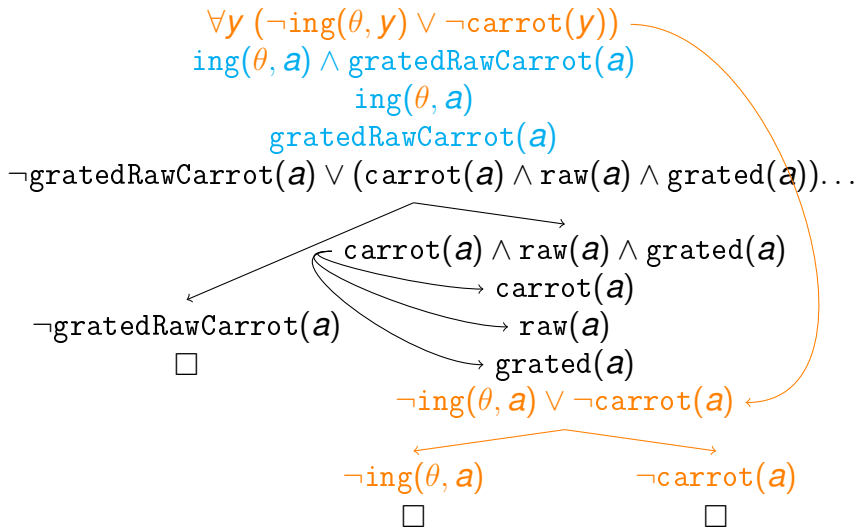 ∀y (¬ing(θ, y) ∨ ¬carrot(y))
ing(θ, a) ∧ gratedRawCarrot(a)
ing(θ, a)
gratedRawCarrot(a)
¬gratedRawCarrot(a) ∨ (carrot(a) ∧ raw(a) ∧ grated(a))...
carrot(a) ∧ raw(a) ∧ grated(a)
carrot(a)
¬gratedRawCarrot(a) raw(a)
□ grated(a)
¬ing(θ, a) ∨ ¬carrot(a)
¬ing(θ, a) ¬carrot(a)
□ □